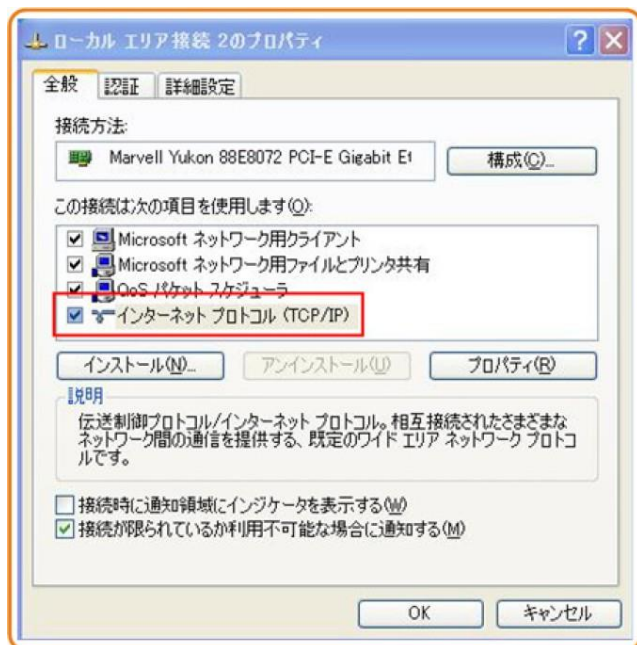 ローカル エリア接続 2のプロパティ
全般 認証 詳細設定
接続方法:
Marvell Yukon 88E8072 PCI-E Gigabit Et 構成(C)...
この接続は次の項目を使用します(O):
Microsoft ネットワーク用クライアント
Microsoft ネットワーク用ファイルとプリンタ共有
QoS パケット スケジューラ
インターネット プロトコル (TCP/IP)
インストール(N)... アンインストール(U) プロパティ(R)
説明
伝送制御プロトコル/インターネット プロトコル。相互接続されたさまざまな
ネットワーク間の通信を提供する、既定のワイド エリア ネットワーク プロトコ
ルです。
接続時に通知領域にインジケータを表示する(W)
接続が限られているか利用不可能な場合に通知する(M)
OK キャンセル